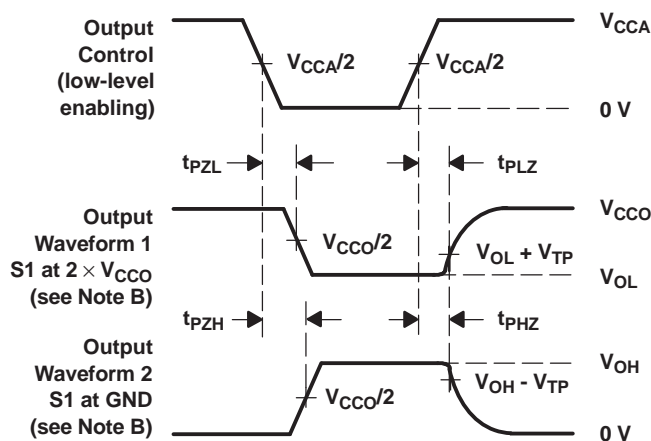 Output
Control
(low-level
enabling)
V_CCA/2
V_CCA/2
V_CCA
0 V
t_PZL
t_PLZ
Output
Waveform 1
S1 at 2 × V_CCO
(see Note B)
V_CCO/2
V_OL + V_TP
V_CCO
V_OL
t_PZH
t_PHZ
Output
Waveform 2
S1 at GND
(see Note B)
V_CCO/2
V_OH - V_TP
V_OH
0 V